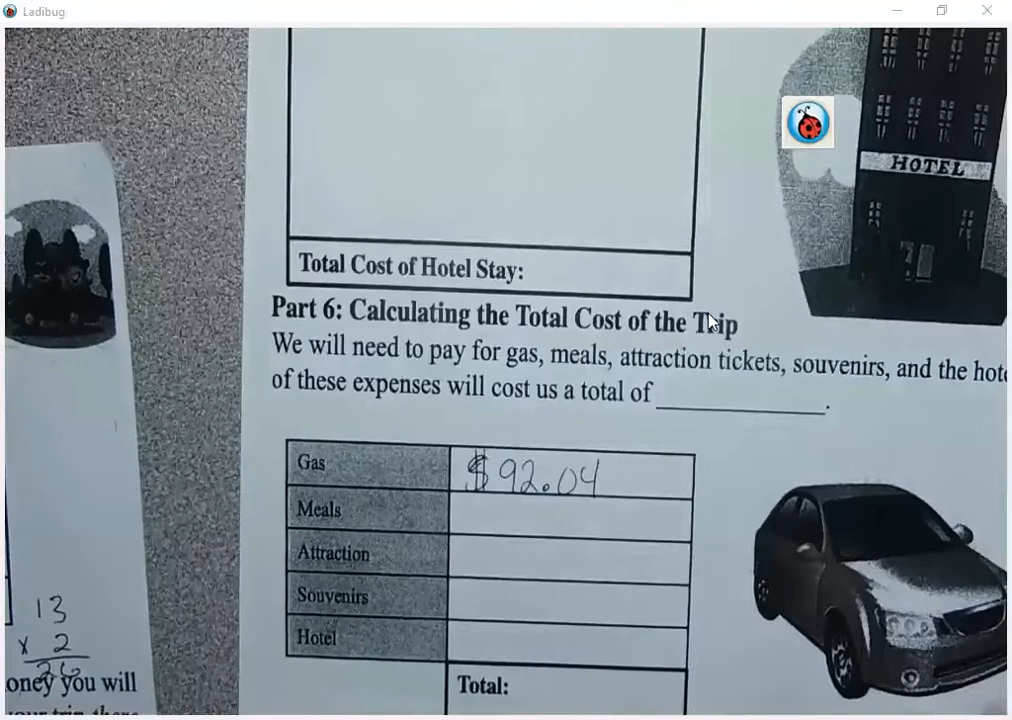 Ladibug
HOTEL
Total Cost of Hotel Stay:
Part 6: Calculating the Total Cost of the Trip
We will need to pay for gas, meals, attraction tickets, souvenirs, and the
of these expenses will cost us a total of ____________.
Gas $92.04
Meals
Attraction
Souvenirs
Hotel
Total:
13
x 2
26
you will